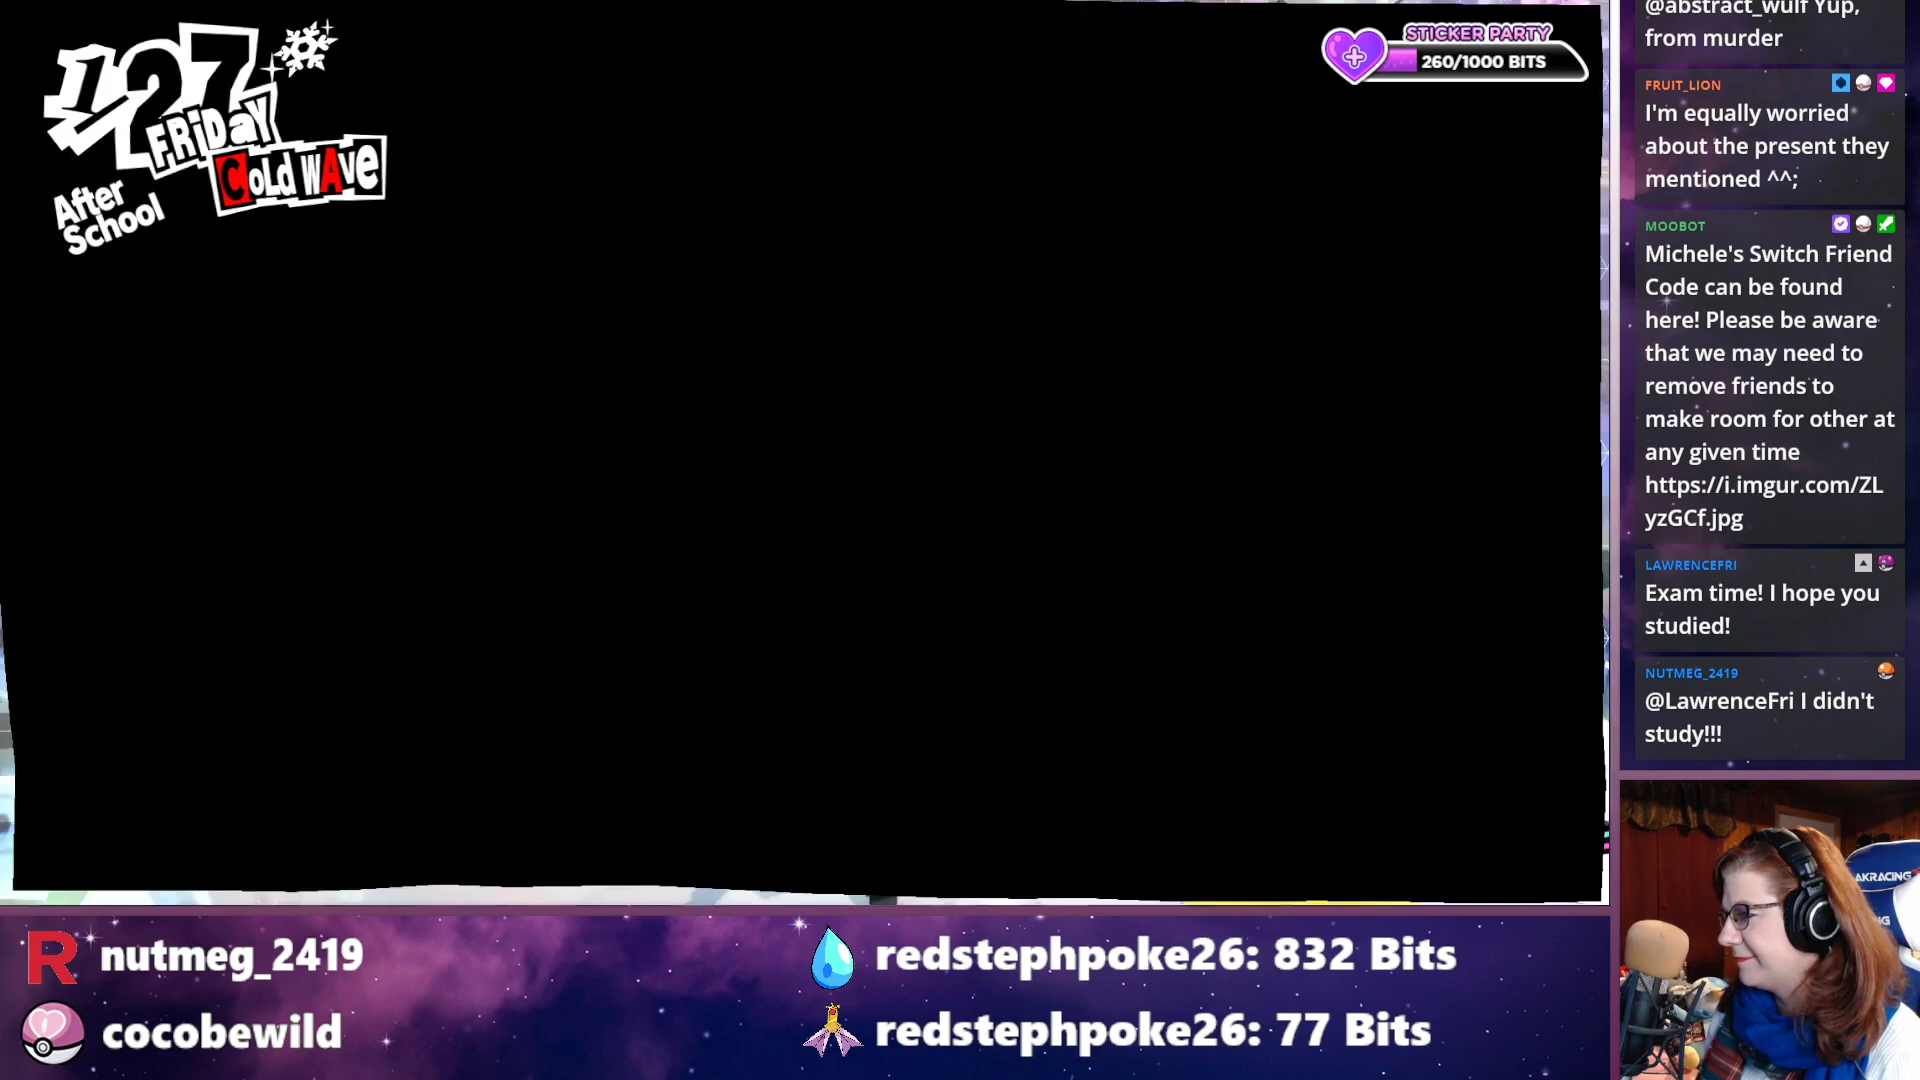 1/27
FRiDaY
CoLd wAve
After
School
STICKER PARTY
260/1000 BITS
@abstract_wulf Yup,
from murder
FRUIT_LION
I'm equally worried
about the present they
mentioned ^^;
MOOBOT
Michele's Switch Friend
Code can be found
here! Please be aware
that we may need to
remove friends to
make room for other at
any given time
https://i.imgur.com/ZL
yzGCf.jpg
LAWRENCEFRI
Exam time! I hope you
studied!
NUTMEG_2419
@LawrenceFri I didn't
study!!!
AKRACING
R nutmeg_2419
cocobewild
redstephpoke26: 832 Bits
redstephpoke26: 77 Bits